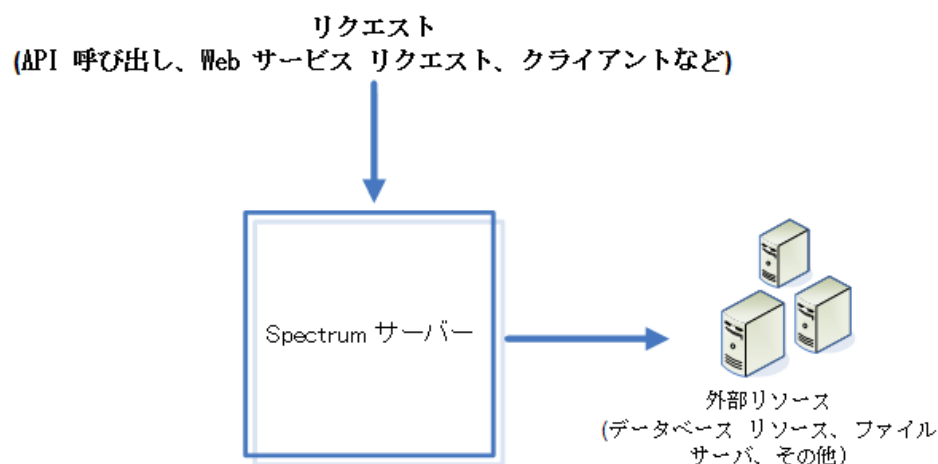 リクエスト
(API 呼び出し、Web サービス リクエスト、クライアントなど)
Spectrum サーバー
外部リソース
(データベース リソース、ファイル
サーバ、その他)